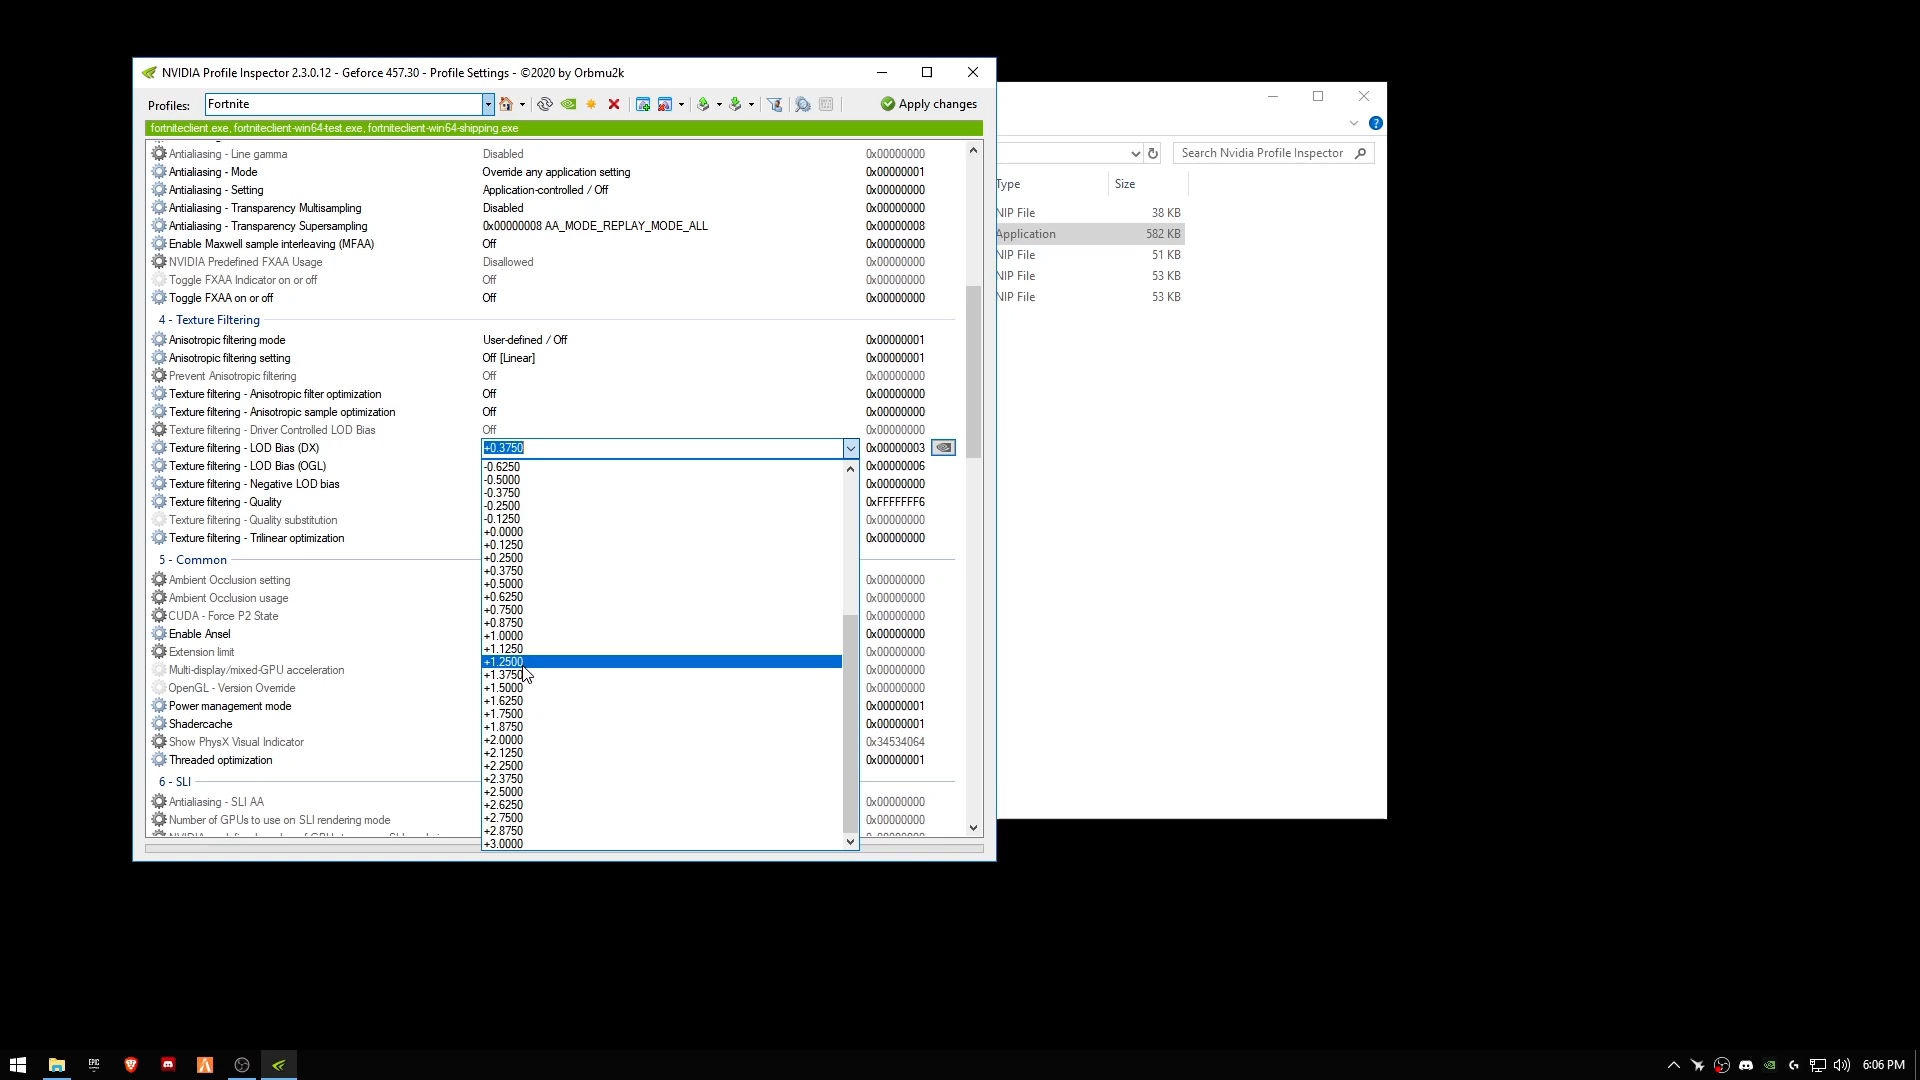 NVIDIA Profile Inspector 2.3.0.12 - Geforce 457.30 - Profile Settings - ©2020 by Orbmu2k
Profiles: Fortnite Apply changes
fortniteclient.exe, fortniteclient-win64-test.exe, fortniteclient-win64-shipping.exe
Antialiasing - Line gamma Disabled 0x00000000
Antialiasing - Mode Override any application setting 0x00000001
Antialiasing - Setting Application-controlled / Off 0x00000000
Antialiasing - Transparency Multisampling Disabled 0x00000000
Antialiasing - Transparency Supersampling 0x00000008 AA_MODE_REPLAY_MODE_ALL 0x00000008
Enable Maxwell sample interleaving (MFAA) Off 0x00000000
NVIDIA Predefined FXAA Usage Disallowed 0x00000000
Toggle FXAA Indicator on or off Off 0x00000000
Toggle FXAA on or off Off 0x00000000
4 - Texture Filtering
Anisotropic filtering mode User-defined / Off 0x00000001
Anisotropic filtering setting Off [Linear] 0x00000001
Prevent Anisotropic filtering Off 0x00000000
Texture filtering - Anisotropic filter optimization Off 0x00000000
Texture filtering - Anisotropic sample optimization Off 0x00000000
Texture filtering - Driver Controlled LOD Bias Off 0x00000000
Texture filtering - LOD Bias (DX) +0.3750 0x00000003
Texture filtering - LOD Bias (OGL) 0x00000006
Texture filtering - Negative LOD bias 0x00000000
Texture filtering - Quality 0xFFFFFFF6
Texture filtering - Quality substitution 0x00000000
Texture filtering - Trilinear optimization 0x00000000
5 - Common
Ambient Occlusion setting 0x00000000
Ambient Occlusion usage 0x00000000
CUDA - Force P2 State 0x00000000
Enable Ansel 0x00000000
Extension limit 0x00000000
Multi-display/mixed-GPU acceleration 0x00000000
OpenGL - Version Override 0x00000000
Power management mode 0x00000001
Shadercache 0x00000001
Show PhysX Visual Indicator 0x34534064
Threaded optimization 0x00000001
6 - SLI
Antialiasing - SLI AA 0x00000000
Number of GPUs to use on SLI rendering mode 0x00000000
-0.6250
-0.5000
-0.3750
-0.2500
-0.1250
+0.0000
+0.1250
+0.2500
+0.3750
+0.5000
+0.6250
+0.7500
+0.8750
+1.0000
+1.1250
+1.2500
+1.3750
+1.5000
+1.6250
+1.7500
+1.8750
+2.0000
+2.1250
+2.2500
+2.3750
+2.5000
+2.6250
+2.7500
+2.8750
+3.0000
Search Nvidia Profile Inspector
Type Size
NIP File 38 KB
Application 582 KB
NIP File 51 KB
NIP File 53 KB
NIP File 53 KB
EPIC
6:06 PM